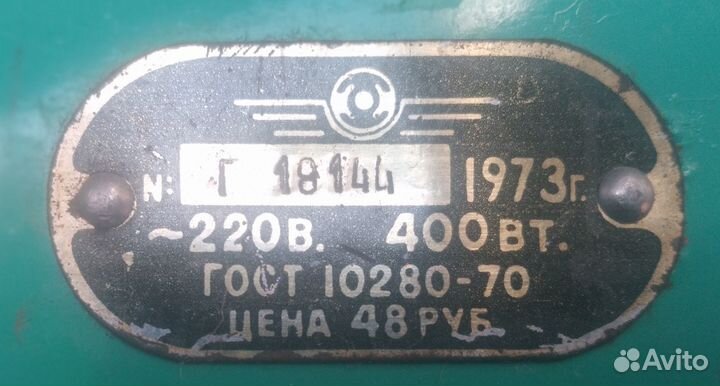 №: Г 18144 1973г.
~220В. 400ВТ.
ГОСТ 10280-70
ЦЕНА 48 РУБ
Avito